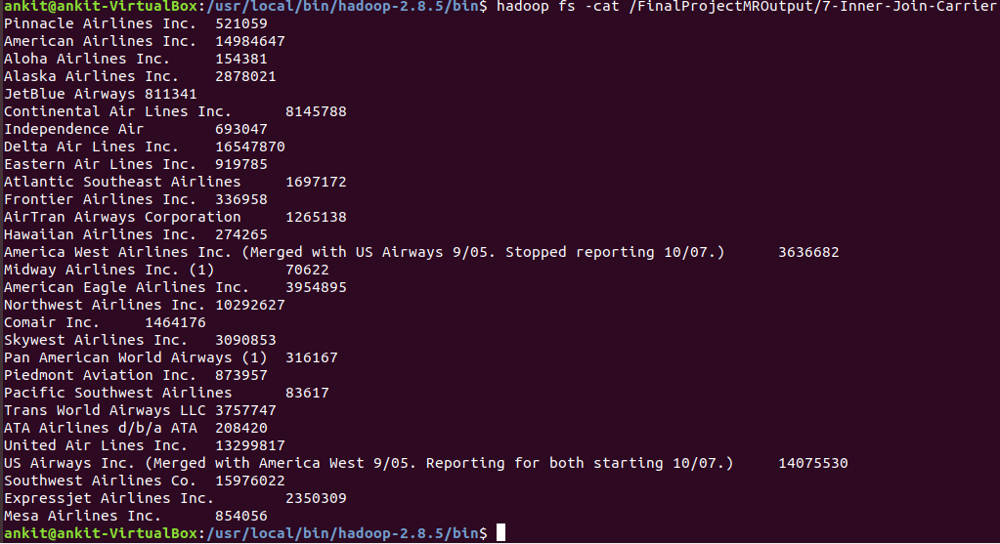 ankit@ankit-VirtualBox:/usr/local/bin/hadoop-2.8.5/bin$ hadoop fs -cat /FinalProjectMROutput/7-Inner-Join-Carrier
Pinnacle Airlines Inc.  521059
American Airlines Inc.  14984647
Aloha Airlines Inc.     154381
Alaska Airlines Inc.    2878021
JetBlue Airways 811341
Continental Air Lines Inc.      8145788
Independence Air        693047
Delta Air Lines Inc.    16547870
Eastern Air Lines Inc.  919785
Atlantic Southeast Airlines     1697172
Frontier Airlines Inc.  336958
AirTran Airways Corporation     1265138
Hawaiian Airlines Inc.  274265
America West Airlines Inc. (Merged with US Airways 9/05. Stopped reporting 10/07.)      3636682
Midway Airlines Inc. (1)        70622
American Eagle Airlines Inc.    3954895
Northwest Airlines Inc. 10292627
Comair Inc.     1464176
Skywest Airlines Inc.   3090853
Pan American World Airways (1)  316167
Piedmont Aviation Inc.  873957
Pacific Southwest Airlines      83617
Trans World Airways LLC 3757747
ATA Airlines d/b/a ATA  208420
United Air Lines Inc.   13299817
US Airways Inc. (Merged with America West 9/05. Reporting for both starting 10/07.)     14075530
Southwest Airlines Co.  15976022
Expressjet Airlines Inc.        2350309
Mesa Airlines Inc.      854056
ankit@ankit-VirtualBox:/usr/local/bin/hadoop-2.8.5/bin$